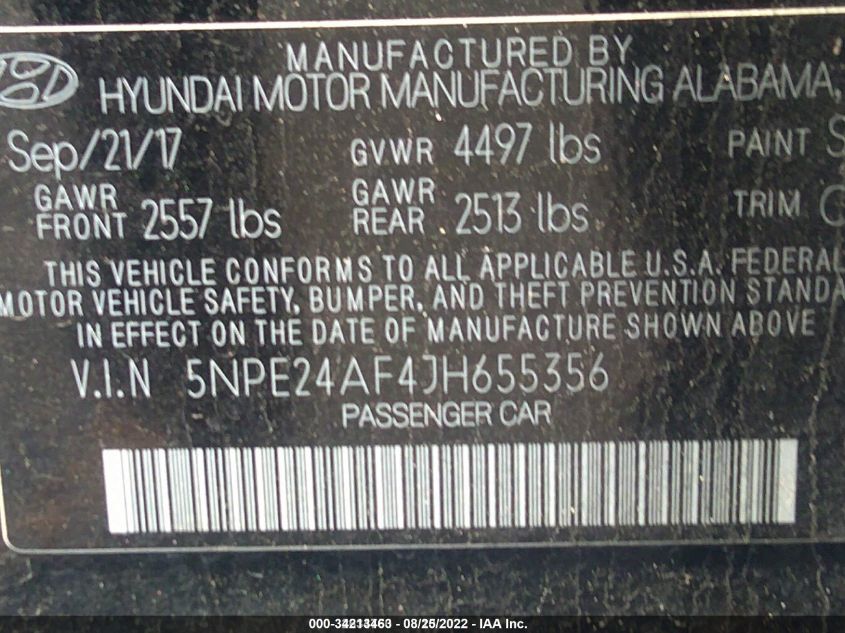 MANUFACTURED BY
HYUNDAI MOTOR MANUFACTURING ALABAMA,
Sep/21/17 GVWR 4497 lbs PAINT S
GAWR FRONT 2557 lbs GAWR REAR 2513 lbs TRIM
THIS VEHICLE CONFORMS TO ALL APPLICABLE U.S.A. FEDERAL
MOTOR VEHICLE SAFETY, BUMPER, AND THEFT PREVENTION STANDA
IN EFFECT ON THE DATE OF MANUFACTURE SHOWN ABOVE
V.I.N 5NPE24AF4JH655356
PASSENGER CAR
08/25/2022 - IAA Inc.